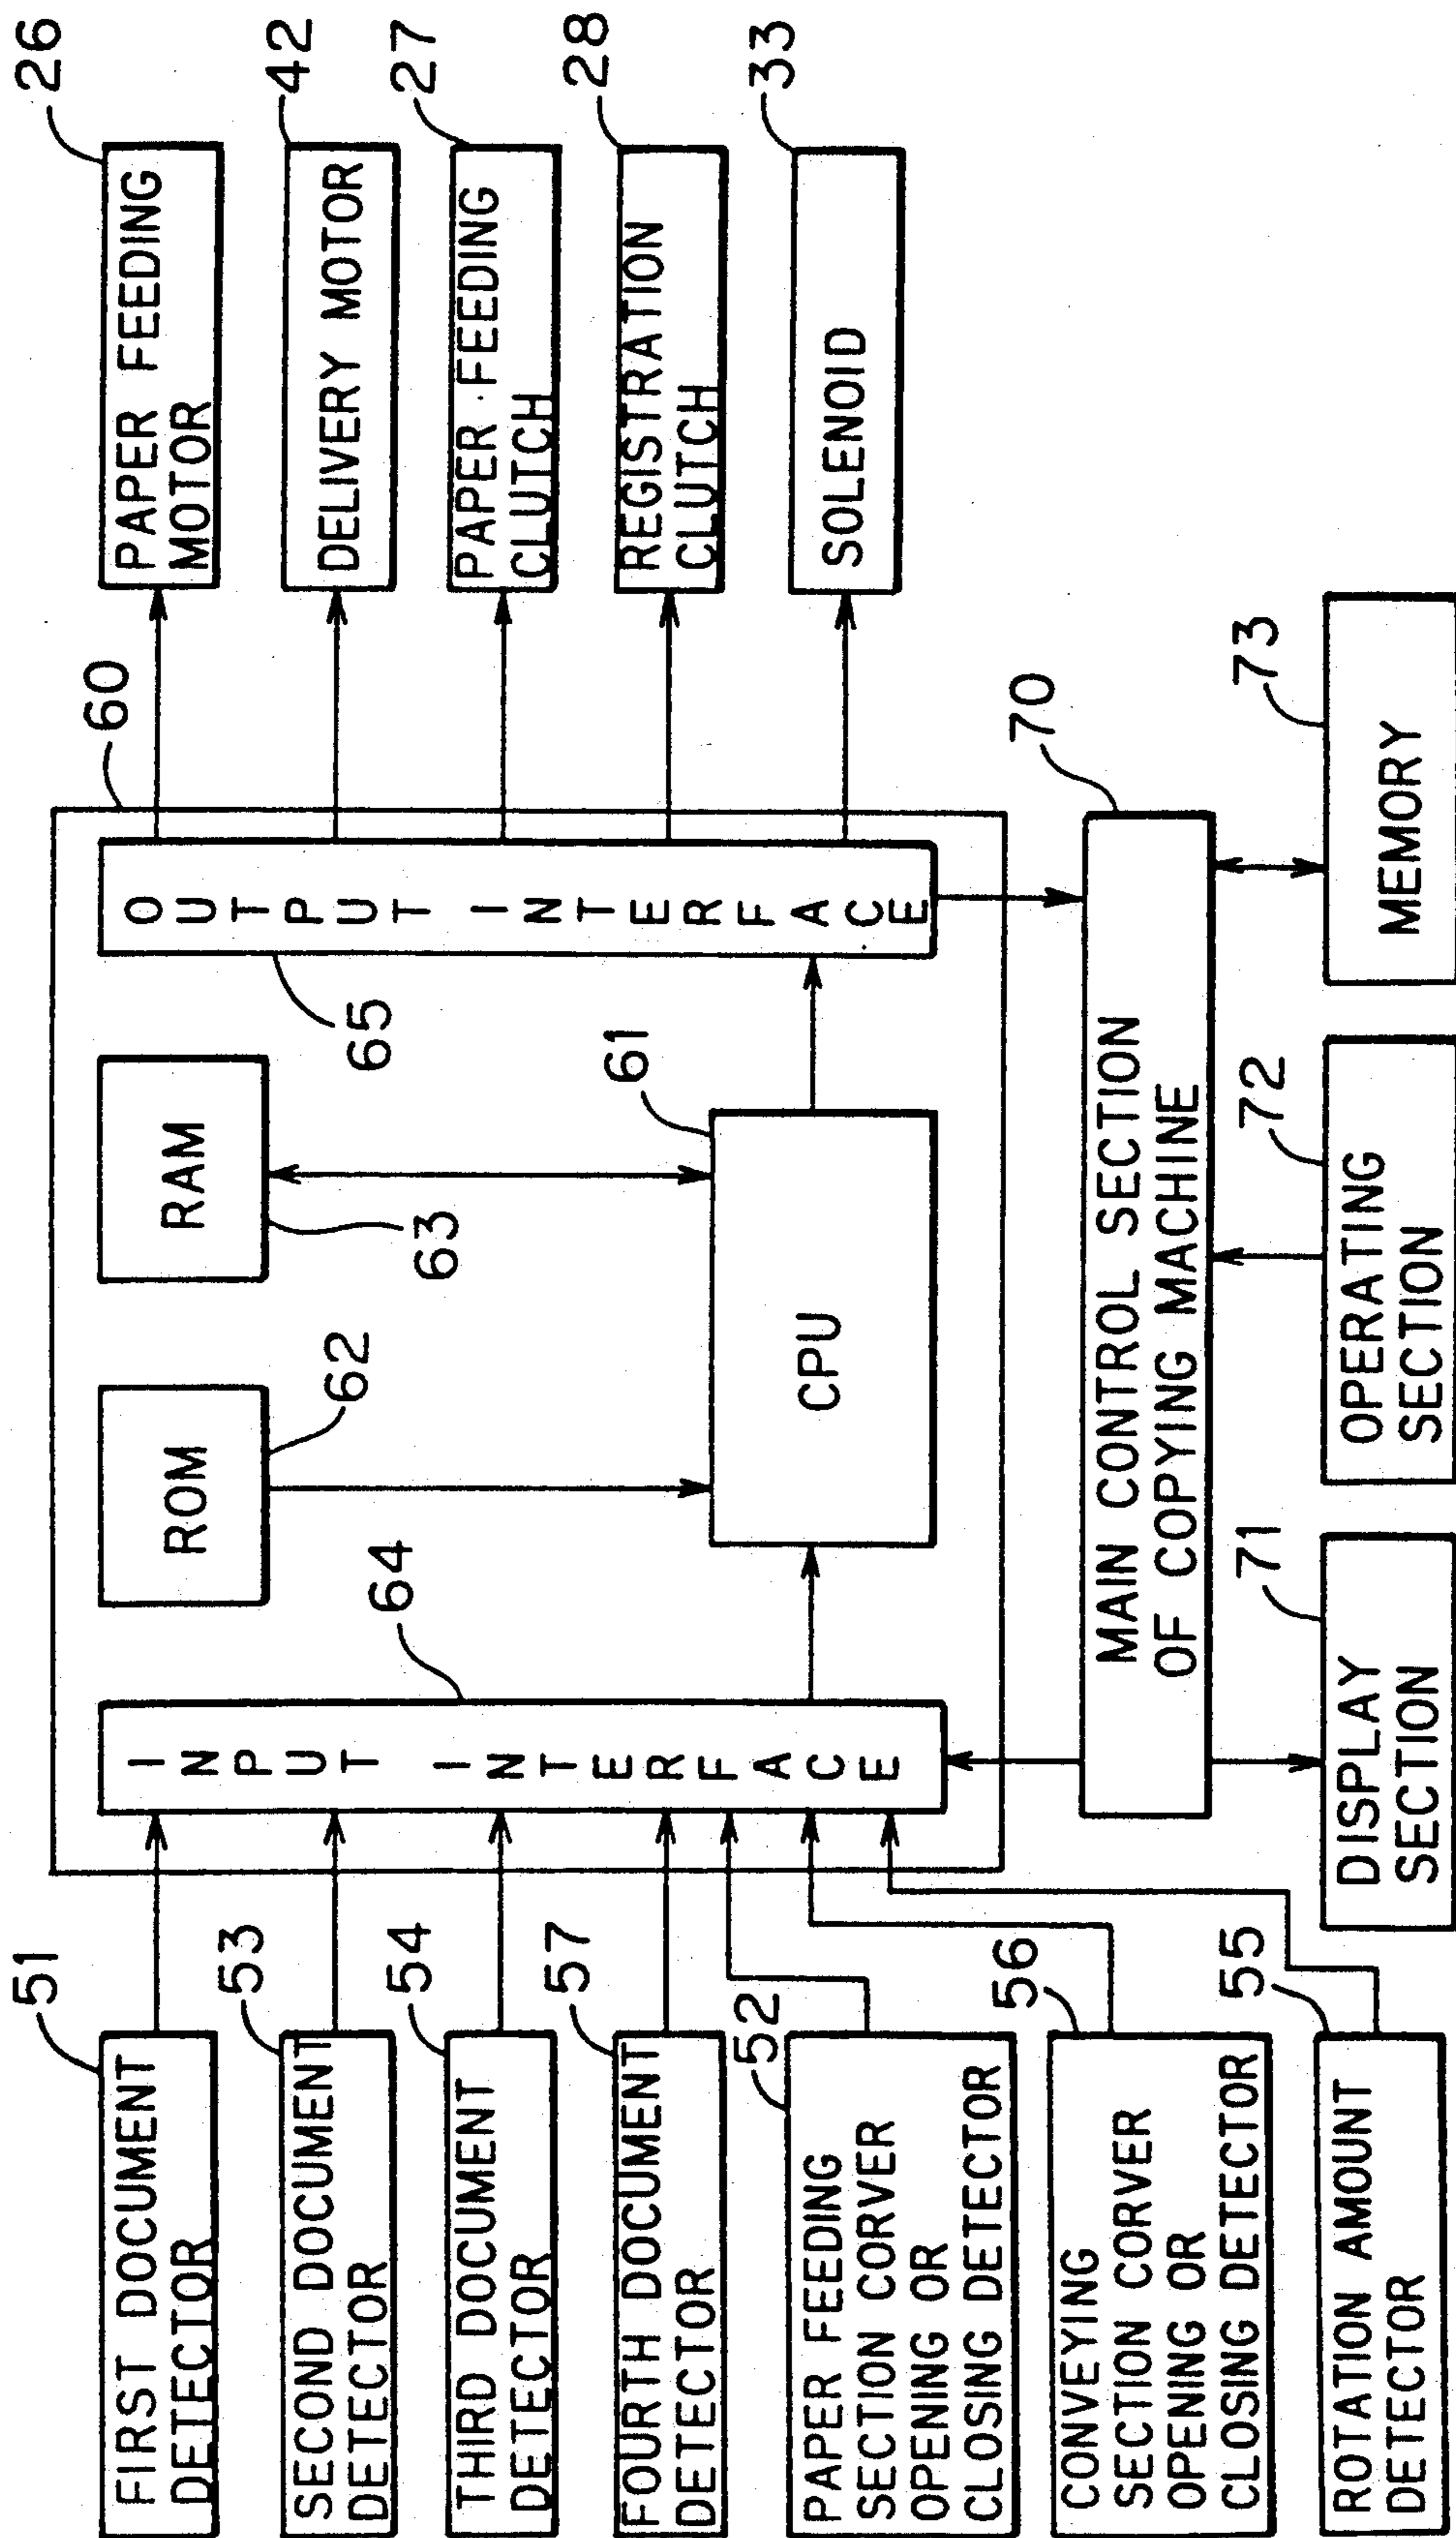 51
FIRST DOCUMENT
DETECTOR
53
SECOND DOCUMENT
DETECTOR
54
THIRD DOCUMENT
DETECTOR
57
FOURTH DOCUMENT
DETECTOR
52
PAPER FEEDING
SECTION CORVER
OPENING OR
CLOSING DETECTOR
56
CONVEYING
SECTION CORVER
OPENING OR
CLOSING DETECTOR
55
ROTATION AMOUNT
DETECTOR
60
INPUT INTERFACE
64
ROM
62
RAM
63
CPU
61
OUTPUT INTERFACE
65
26
PAPER FEEDING
MOTOR
42
DELIVERY MOTOR
27
PAPER FEEDING
CLUTCH
28
REGISTRATION
CLUTCH
33
SOLENOID
70
MAIN CONTROL SECTION
OF COPYING MACHINE
71
DISPLAY
SECTION
72
OPERATING
SECTION
73
MEMORY